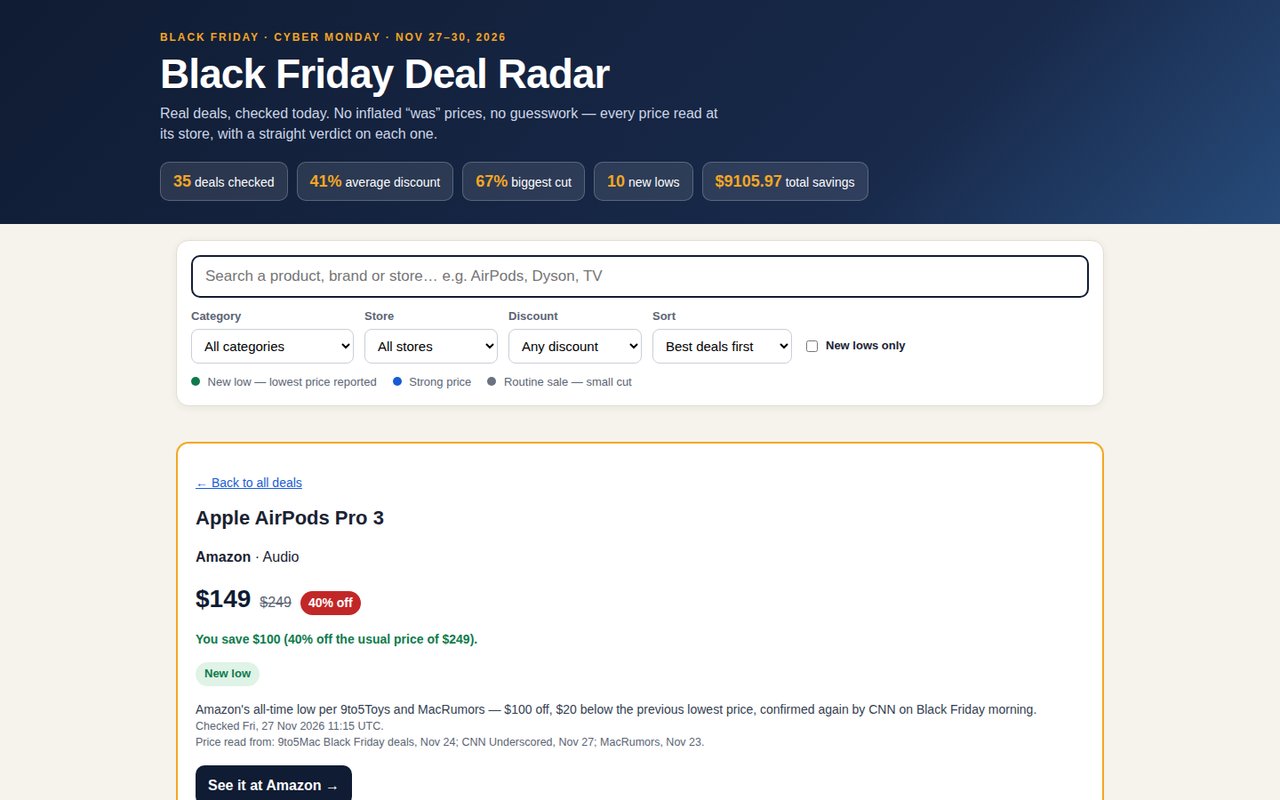 BLACK FRIDAY · CYBER MONDAY · NOV 27–30, 2026
Black Friday Deal Radar
Real deals, checked today. No inflated “was” prices, no guesswork — every price read at
its store, with a straight verdict on each one.
35 deals checked
41% average discount
67% biggest cut
10 new lows
$9105.97 total savings
Search a product, brand or store… e.g. AirPods, Dyson, TV
Category
Store
Discount
Sort
All categories
All stores
Any discount
Best deals first
New lows only
New low — lowest price reported
Strong price
Routine sale — small cut
← Back to all deals
Apple AirPods Pro 3
Amazon · Audio
$149 $249 40% off
You save $100 (40% off the usual price of $249).
New low
Amazon's all-time low per 9to5Toys and MacRumors — $100 off, $20 below the previous lowest price, confirmed again by CNN on Black Friday morning.
Checked Fri, 27 Nov 2026 11:15 UTC.
Price read from: 9to5Mac Black Friday deals, Nov 24; CNN Underscored, Nov 27; MacRumors, Nov 23.
See it at Amazon →